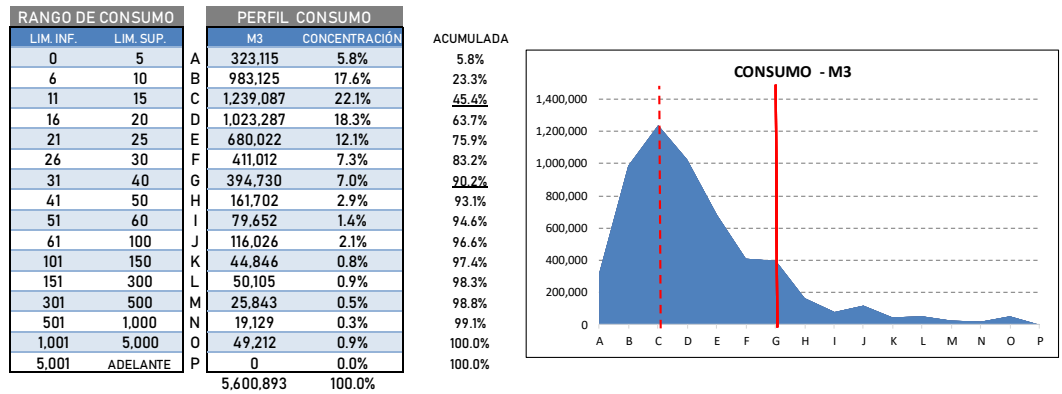 RANGO DE CONSUMO PERFIL CONSUMO
LIM. INF. LIM. SUP. M3 CONCENTRACIÓN ACUMULADA
0 5 A 323,115 5.8% 5.8%
6 10 B 983,125 17.6% 23.3%
11 15 C 1,239,087 22.1% 45.4%
16 20 D 1,023,287 18.3% 63.7%
21 25 E 680,022 12.1% 75.9%
26 30 F 411,012 7.3% 83.2%
31 40 G 394,730 7.0% 90.2%
41 50 H 161,702 2.9% 93.1%
51 60 I 79,652 1.4% 94.6%
61 100 J 116,026 2.1% 96.6%
101 150 K 44,846 0.8% 97.4%
151 300 L 50,105 0.9% 98.3%
301 500 M 25,843 0.5% 98.8%
501 1,000 N 19,129 0.3% 99.1%
1,001 5,000 O 49,212 0.9% 100.0%
5,001 ADELANTE P 0 0.0% 100.0%
5,600,893 100.0%
CONSUMO - M3
1,400,000
1,200,000
1,000,000
800,000
600,000
400,000
200,000
0
A B C D E F G H I J K L M N O P